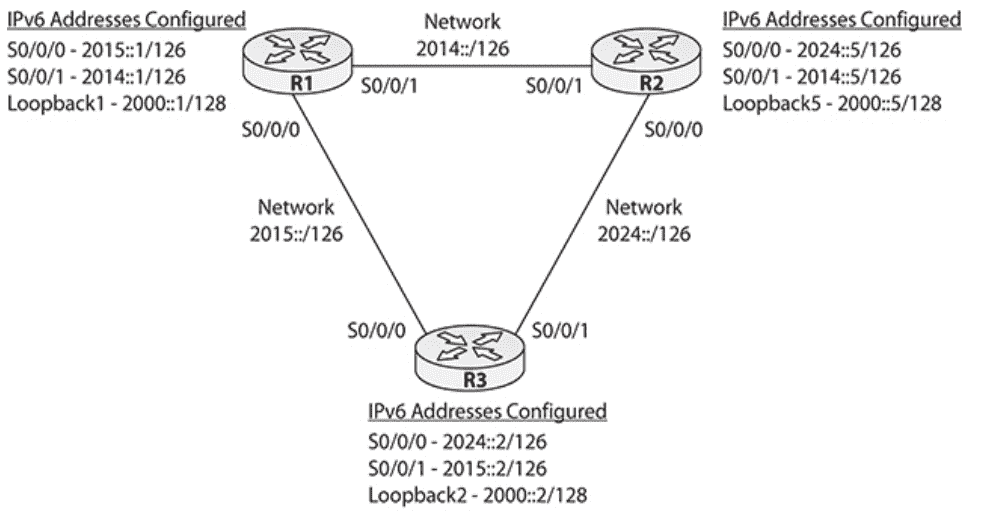 IPv6 Addresses Configured
S0/0/0 - 2015::1/126
S0/0/1 - 2014::1/126
Loopback1 - 2000::1/128
R1
S0/0/1
S0/0/0
Network
2014::/126
R2
S0/0/1
S0/0/0
IPv6 Addresses Configured
S0/0/0 - 2024::5/126
S0/0/1 - 2014::5/126
Loopback5 - 2000::5/128
Network
2015::/126
Network
2024::/126
S0/0/0
S0/0/1
R3
IPv6 Addresses Configured
S0/0/0 - 2024::2/126
S0/0/1 - 2015::2/126
Loopback2 - 2000::2/128